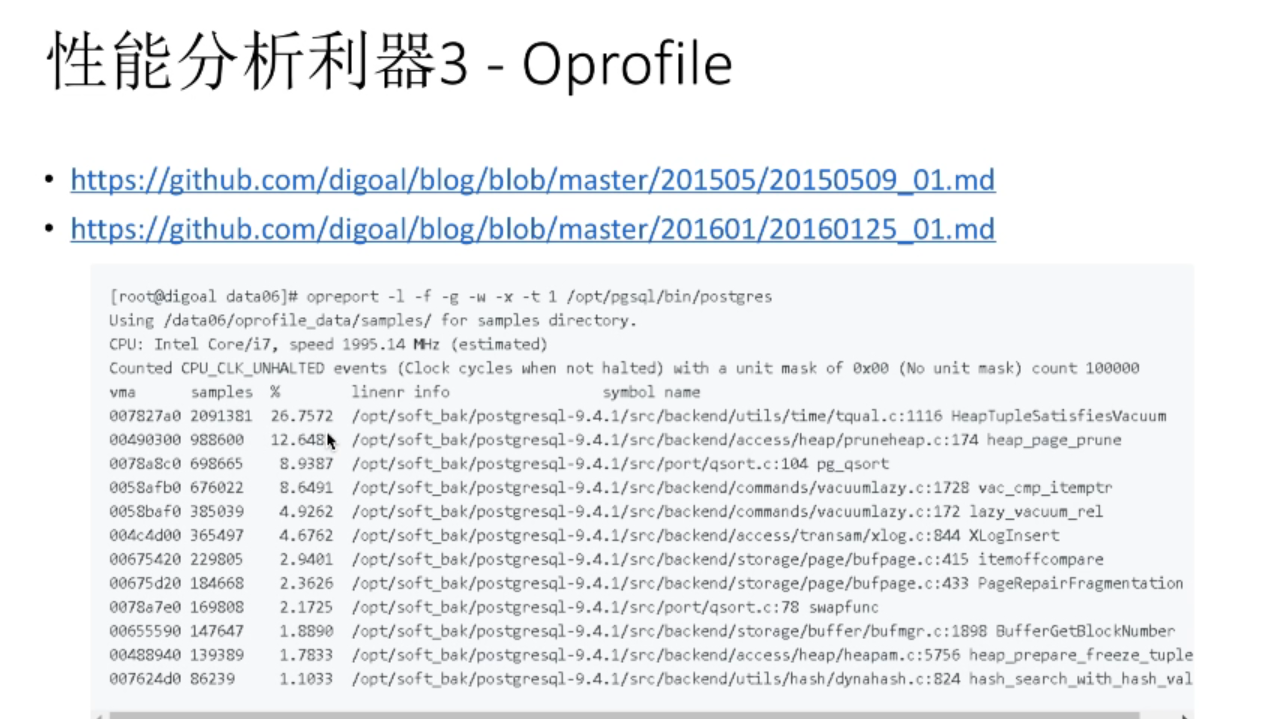 性能分析利器3 - Oprofile
• https://github.com/digoal/blog/blob/master/201505/20150509_01.md
• https://github.com/digoal/blog/blob/master/201601/20160125_01.md
[root@digoal data06]# opreport -l -f -g -w -x -t 1 /opt/pgsql/bin/postgres
Using /data06/oprofile_data/samples/ for samples directory.
CPU: Intel Core/i7, speed 1995.14 MHz (estimated)
Counted CPU_CLK_UNHALTED events (Clock cycles when not halted) with a unit mask of 0x00 (No unit mask) count 100000
vma samples % linenr info symbol name
007827a0 2091381 26.7572 /opt/soft_bak/postgresql-9.4.1/src/backend/utils/time/tqual.c:1116 HeapTupleSatisfiesVacuum
00490300 988600 12.648 /opt/soft_bak/postgresql-9.4.1/src/backend/access/heap/pruneheap.c:174 heap_page_prune
0078a8c0 698665 8.9387 /opt/soft_bak/postgresql-9.4.1/src/port/qsort.c:104 pg_qsort
0058afb0 676022 8.6491 /opt/soft_bak/postgresql-9.4.1/src/backend/commands/vacuumlazy.c:1728 vac_cmp_itemptr
0058baf0 385039 4.9262 /opt/soft_bak/postgresql-9.4.1/src/backend/commands/vacuumlazy.c:172 lazy_vacuum_rel
004c4d00 365497 4.6762 /opt/soft_bak/postgresql-9.4.1/src/backend/access/transam/xlog.c:844 XLogInsert
00675420 229805 2.9401 /opt/soft_bak/postgresql-9.4.1/src/backend/storage/page/bufpage.c:415 itemoffcompare
00675d20 184668 2.3626 /opt/soft_bak/postgresql-9.4.1/src/backend/storage/page/bufpage.c:433 PageRepairFragmentation
0078a7e0 169808 2.1725 /opt/soft_bak/postgresql-9.4.1/src/port/qsort.c:78 swapfunc
00655590 147647 1.8890 /opt/soft_bak/postgresql-9.4.1/src/backend/storage/buffer/bufmgr.c:1898 BufferGetBlockNumber
00488940 139389 1.7833 /opt/soft_bak/postgresql-9.4.1/src/backend/access/heap/heapam.c:5756 heap_prepare_freeze_tuple
007624d0 86239 1.1033 /opt/soft_bak/postgresql-9.4.1/src/backend/utils/hash/dynahash.c:824 hash_search_with_hash_val